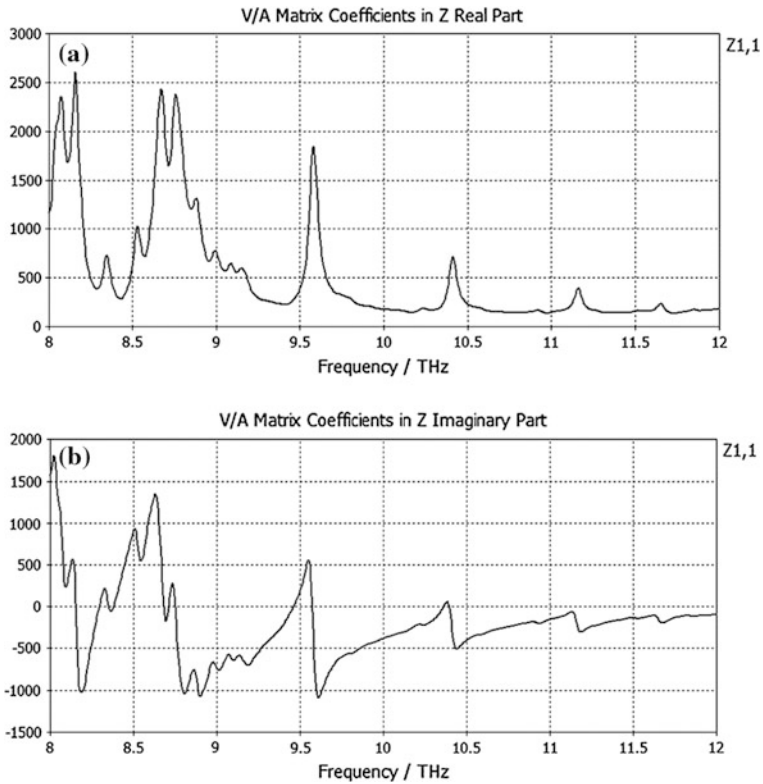 V/A Matrix Coefficients in Z Real Part
(a)
Z1,1
3000
2500
2000
1500
1000
500
0
8 8.5 9 9.5 10 10.5 11 11.5 12
Frequency / THz
V/A Matrix Coefficients in Z Imaginary Part
(b)
Z1,1
2000
1500
1000
500
0
-500
-1000
-1500
8 8.5 9 9.5 10 10.5 11 11.5 12
Frequency / THz